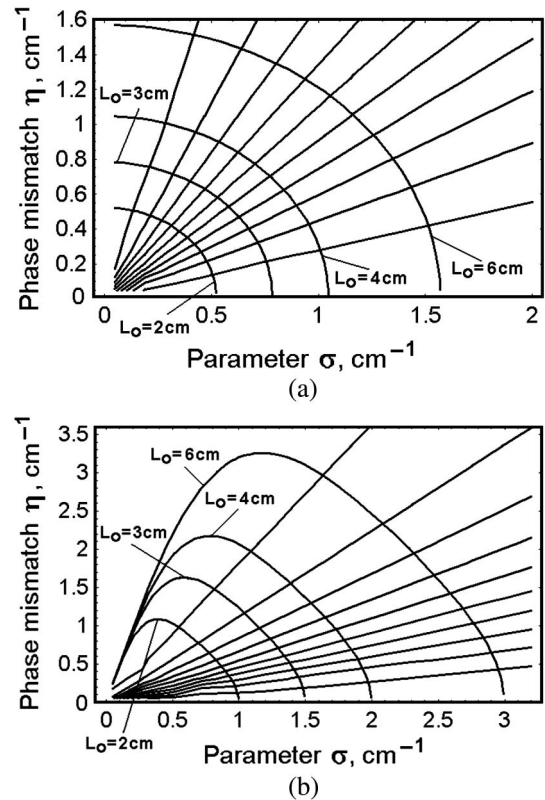 (a)
1.6
1.4
1.2
1
0.8
0.6
0.4
0.2
0
Phase mismatch η, cm⁻¹
Lo=3cm
Lo=2cm
Lo=4cm
Lo=6cm
0.5 1 1.5 2
Parameter σ, cm⁻¹
(a)
3.5
3
2.5
2
1.5
1
0.5
0
Phase mismatch η, cm⁻¹
Lo=6cm
Lo=4cm
Lo=3cm
Lo=2cm
0 0.5 1 1.5 2 2.5 3
Parameter σ, cm⁻¹
(b)